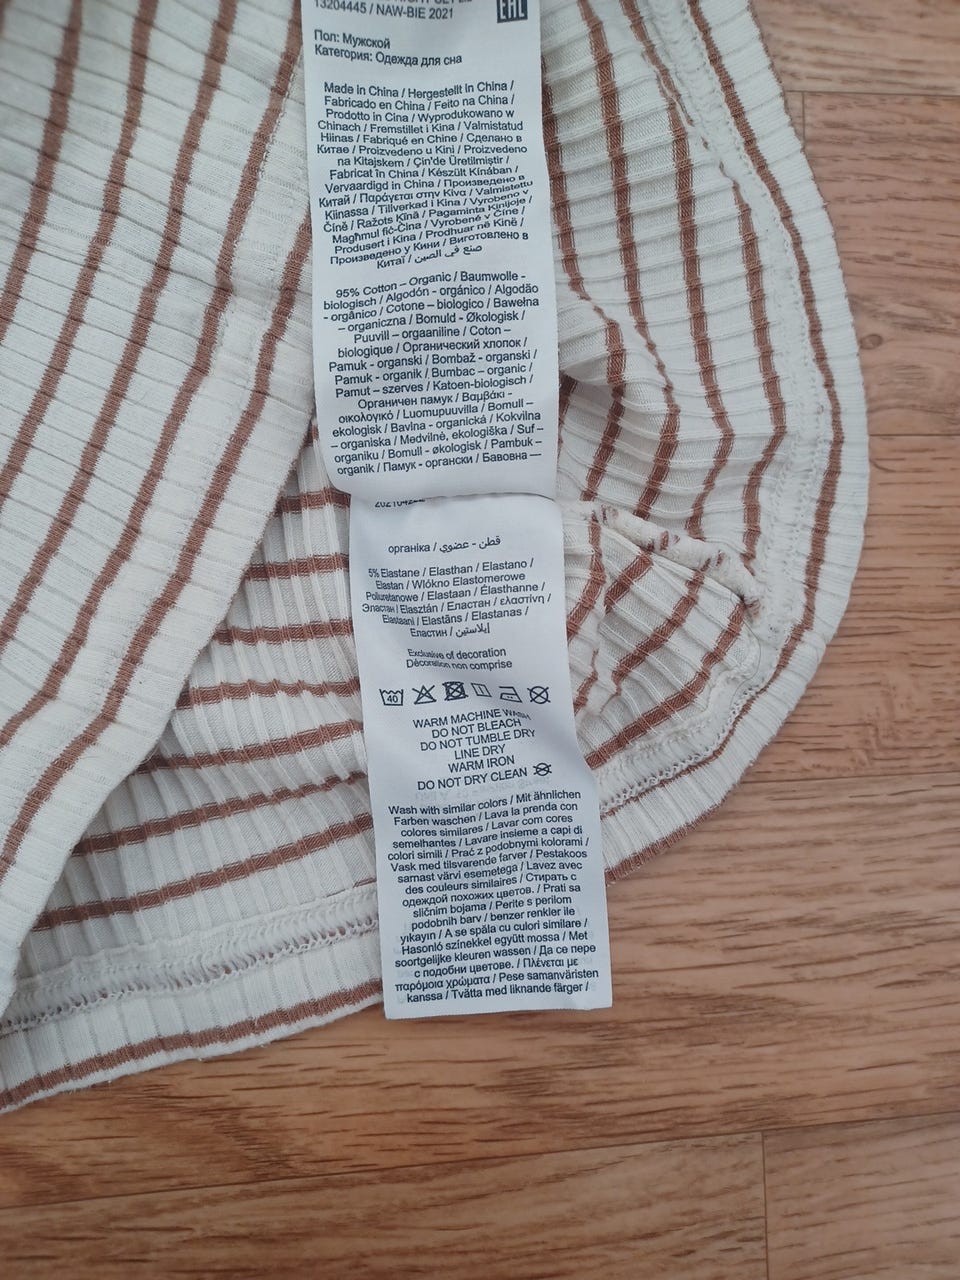 13204445 / NAW-BIE 2021
EAC
Пол: Мужской
Категория: Одежда для сна
Made in China / Hergestellt in China /
Fabricado en China / Feito na China /
Prodotto in Cina / Wyprodukowano w
Chinach / Fremstillet i Kina / Valmistatud
Hiinas / Fabriqué en Chine / Сделано в
Китае / Proizvedeno u Kini / Proizvedeno
na Kitajskem / Çin'de Üretilmiştir /
Fabricat în China / Készült Kínában /
Vervaardigd in China / Произведено в
Китай / Παράγεται στην Κίνα / Valmistettu
Kiinassa / Tillverkad i Kina / Vyrobeno v
Číně / Ražots Ķīnā / Pagaminta Kinijoje /
Magħmul fiċ-Ċina / Vyrobené v Číne /
Produsert i Kina / Prodhuar në Kinë /
Произведено у Кини / Виготовлено в
Китаї / صنع في الصين
95% Cotton – Organic / Baumwolle -
biologisch / Algodón - orgánico / Algodão
- orgânico / Cotone – biologico / Bawełna
– organiczna / Bomuld - Økologisk /
Puuvill – orgaaniline / Coton –
biologique / Органический хлопок /
Pamuk - organski / Bombaž - organski /
Pamuk - organik / Bumbac – organic /
Pamut – szerves / Katoen-biologisch /
Органичен памук / Βαμβάκι -
οικολογικό / Luomupuuvilla / Bomull –
ekologisk / Bavlna - organická / Kokvilna
– organiska / Medvilnė, ekologiška / Suf –
organiku / Bomull - økologisk / Pambuk –
organik / Памук - органски / Бавовна —
органіка / قطن - عضوي
5% Elastane / Elasthan / Elastano /
Elastan / Włókno Elastomerowe
Poliuretanowe / Elastaan / Élasthanne /
Эластан / Elasztán / Еластан / ελαστίνη /
Elastaani / Elastāns / Elastanas /
Еластин / إيلاستين
Exclusive of decoration
Décoration non comprise
40
WARM MACHINE WASH
DO NOT BLEACH
DO NOT TUMBLE DRY
LINE DRY
WARM IRON
DO NOT DRY CLEAN
Wash with similar colors / Mit ähnlichen
Farben waschen / Lava la prenda con
colores similares / Lavar com cores
semelhantes / Lavare insieme a capi di
colori simili / Prać z podobnymi kolorami /
Vask med tilsvarende farver / Pestakoos
sarnast värvi esemetega / Lavez avec
des couleurs similaires / Стирать с
одеждой похожих цветов. / Prati sa
sličnim bojama / Perite s perilom
podobnih barv / benzer renkler ile
yıkayın / A se spăla cu culori similare /
Hasonló színekkel együtt mossa / Met
soortgelijke kleuren wassen / Да се пере
с подобни цветове. / Πλένεται με
παρόμοια χρώματα / Pese samanväristen
kanssa / Tvätta med liknande färger /